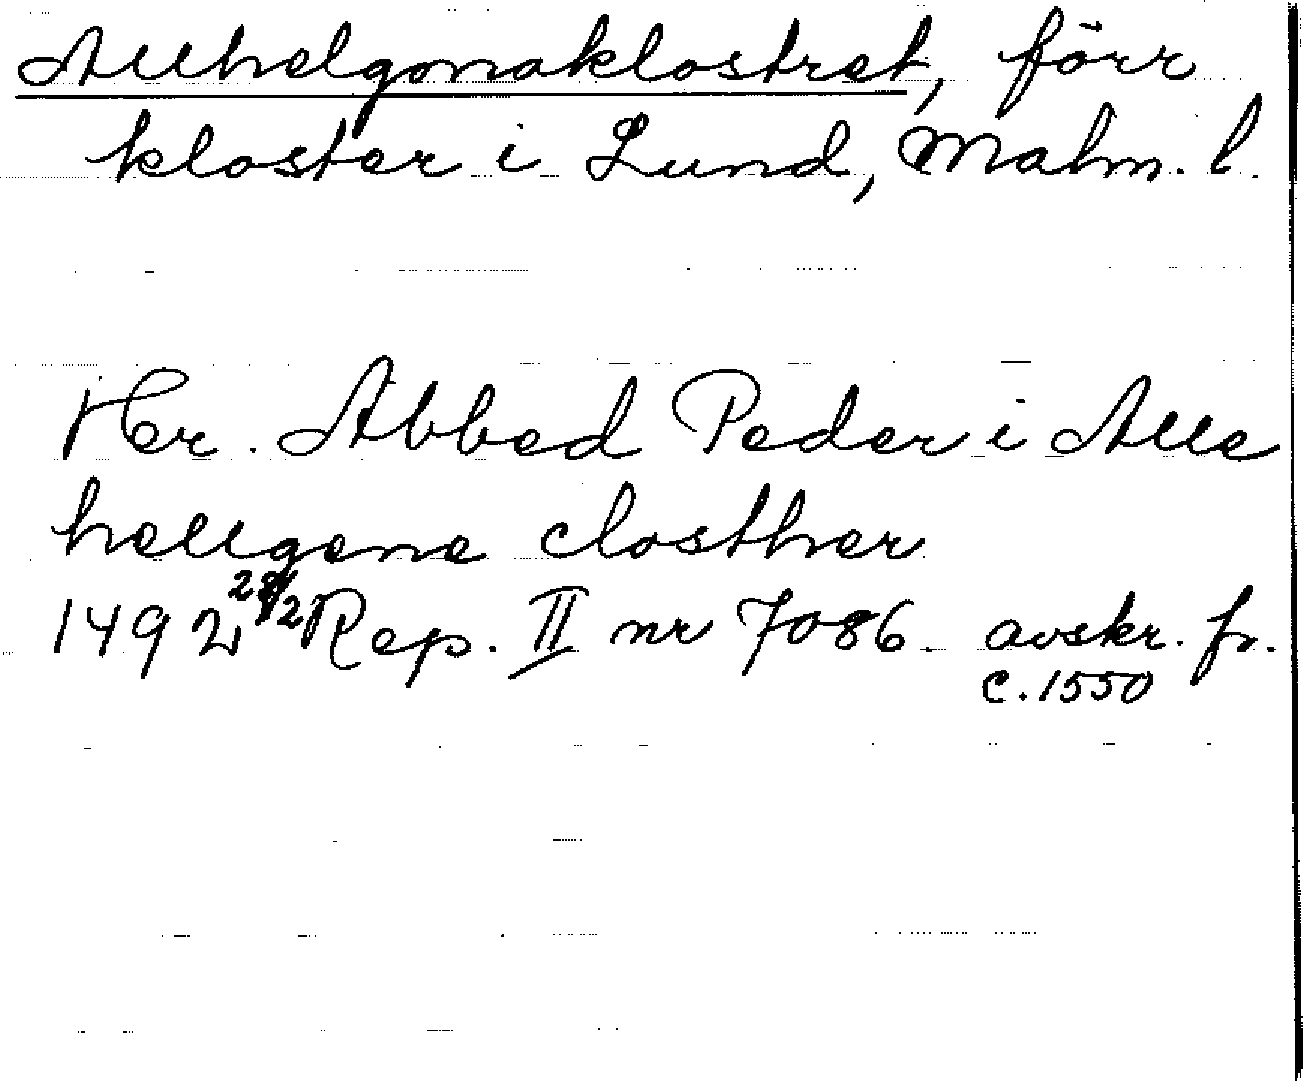 Allhelgonaklostret, förr
kloster i Lund, Malm. l.
Her. Abbed Peder i Alle
hellgene closther
1492 28/2 Rep. II nr 7086. avskr. fr.
c. 1550